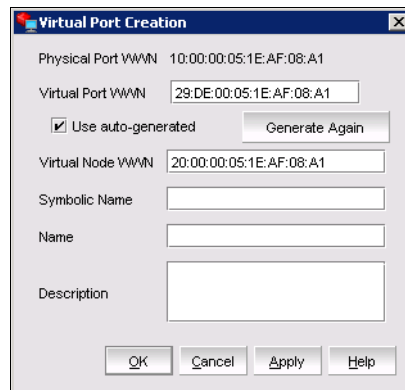 Virtual Port Creation
Physical Port WWN 10:00:00:05:1E:AF:08:A1
Virtual Port WWN 29:DE:00:05:1E:AF:08:A1
Use auto-generated Generate Again
Virtual Node WWN 20:00:00:05:1E:AF:08:A1
Symbolic Name
Name
Description
OK Cancel Apply Help